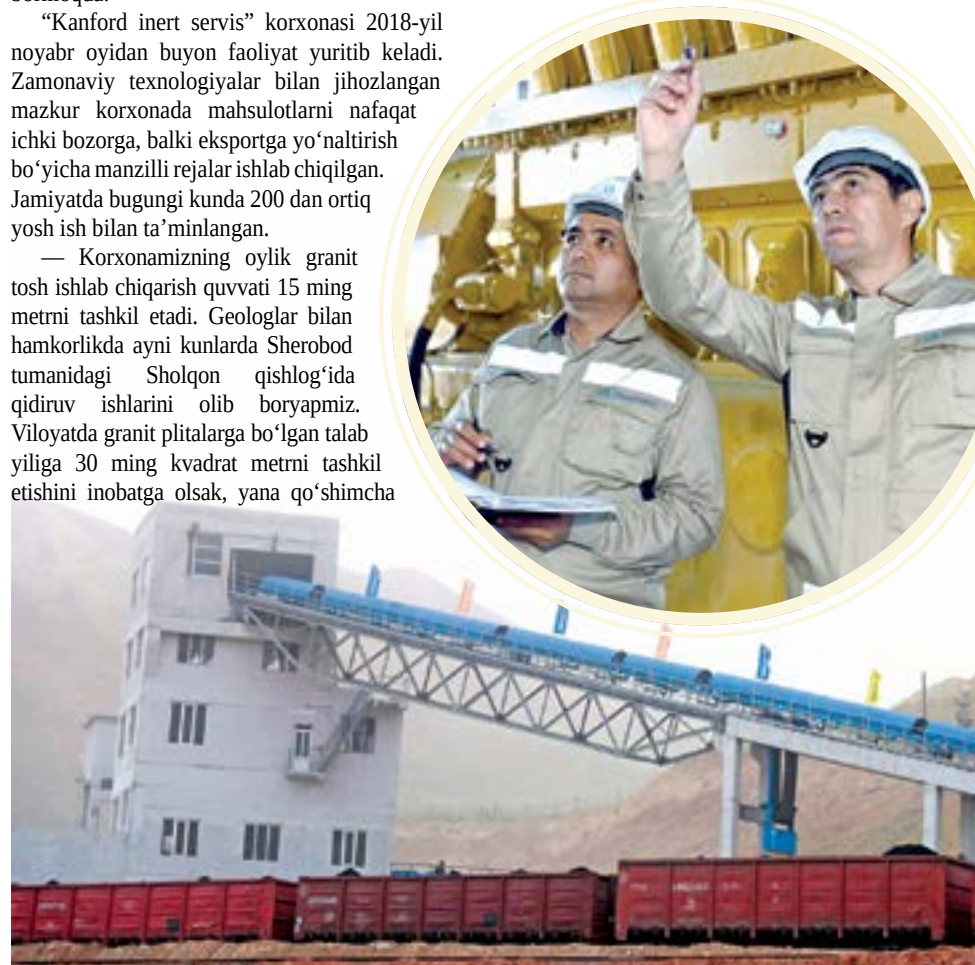 “Kanford inert servis” korxonasi 2018-yil
noyabr oyidan buyon faoliyat yuritib keladi.
Zamonaviy texnologiyalar bilan jihozlangan
mazkur korxonada mahsulotlarni nafaqat
ichki bozorga, balki eksportga yo‘naltirish
bo‘yicha manzilli rejalar ishlab chiqilgan.
Jamiyatda bugungi kunda 200 dan ortiq
yosh ish bilan ta’minlangan.
— Korxonamizning oylik granit
tosh ishlab chiqarish quvvati 15 ming
metrni tashkil etadi. Geologlar bilan
hamkorlikda ayni kunlarda Sherobod
tumanidagi Sholqon qishlog‘ida
qidiruv ishlarini olib boryapmiz.
Viloyatda granit plitalarga bo‘lgan talab
yiliga 30 ming kvadrat metrni tashkil
etishini inobatga olsak, yana qo‘shimcha